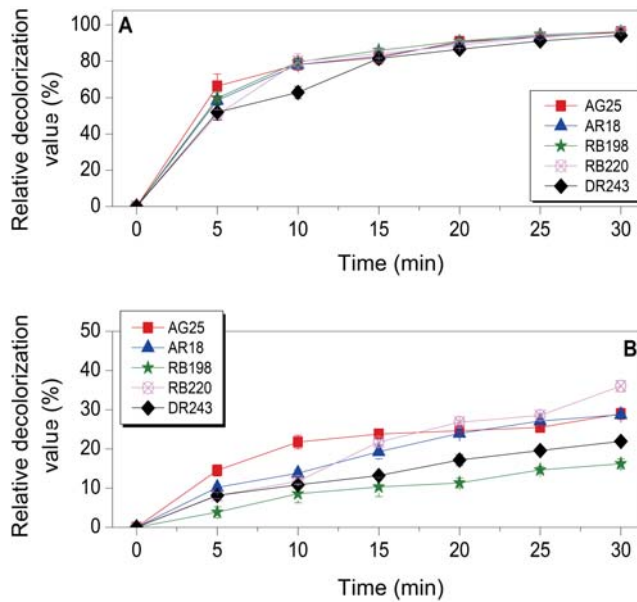 A
Relative decolorization
value (%)
100
80
60
40
20
0
AG25
AR18
RB198
RB220
DR243
0 5 10 15 20 25 30
Time (min)
B
Relative decolorization
value (%)
50
40
30
20
10
0
AG25
AR18
RB198
RB220
DR243
0 5 10 15 20 25 30
Time (min)